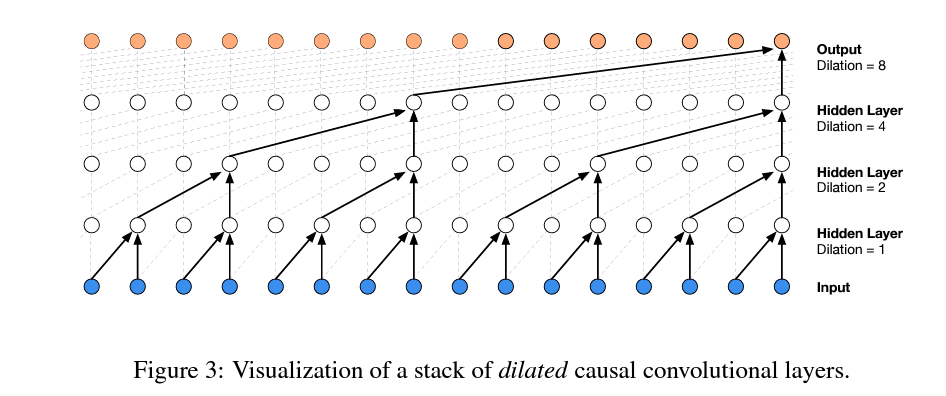 Output
Dilation = 8
Hidden Layer
Dilation = 4
Hidden Layer
Dilation = 2
Hidden Layer
Dilation = 1
Input
Figure 3: Visualization of a stack of dilated causal convolutional layers.